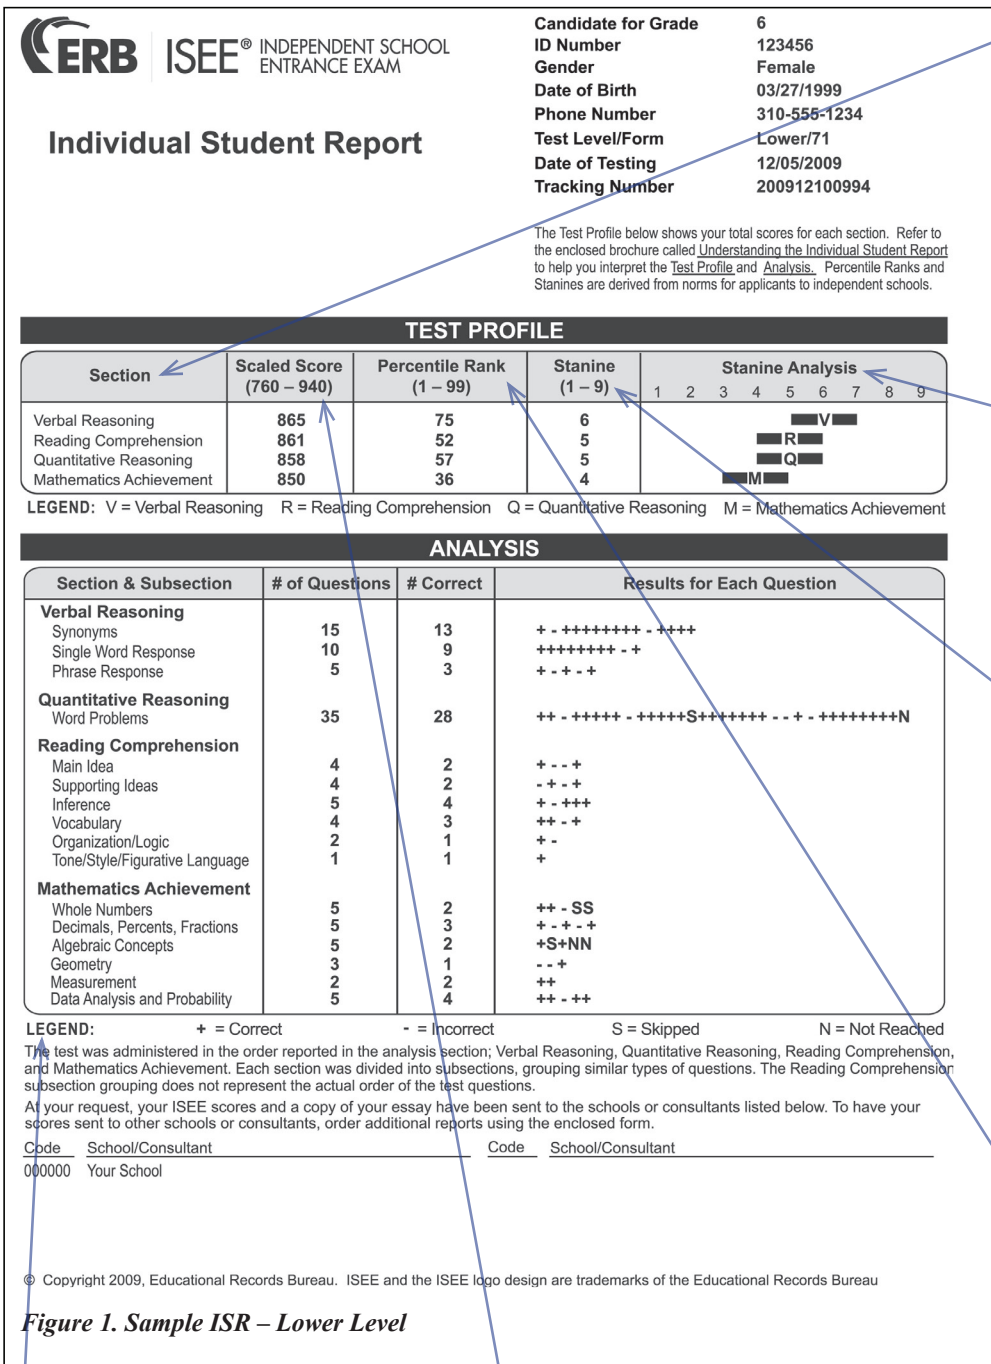 ERB ISEE® INDEPENDENT SCHOOL
ENTRANCE EXAM
Individual Student Report
Candidate for Grade 6
ID Number 123456
Gender Female
Date of Birth 03/27/1999
Phone Number 310-555-1234
Test Level/Form Lower/71
Date of Testing 12/05/2009
Tracking Number 200912100994
The Test Profile below shows your total scores for each section. Refer to
the enclosed brochure called Understanding the Individual Student Report
to help you interpret the Test Profile and Analysis. Percentile Ranks and
Stanines are derived from norms for applicants to independent schools.
TEST PROFILE
Section Scaled Score Percentile Rank Stanine Stanine Analysis
(760 – 940) (1 – 99) (1 – 9) 1 2 3 4 5 6 7 8 9
Verbal Reasoning 865 75 6 V
Reading Comprehension 861 52 5 R
Quantitative Reasoning 858 57 5 Q
Mathematics Achievement 850 36 4 M
LEGEND: V = Verbal Reasoning R = Reading Comprehension Q = Quantitative Reasoning M = Mathematics Achievement
ANALYSIS
Section & Subsection # of Questions # Correct Results for Each Question
Verbal Reasoning
Synonyms 15 13 + - ++++++++ - ++++
Single Word Response 10 9 ++++++++ - +
Phrase Response 5 3 + - + - +
Quantitative Reasoning
Word Problems 35 28 ++ - +++++ - +++++S+++++++ - - + - ++++++++N
Reading Comprehension
Main Idea 4 2 + - - +
Supporting Ideas 4 2 - + - +
Inference 5 4 + - +++
Vocabulary 4 3 ++ - +
Organization/Logic 2 1 + -
Tone/Style/Figurative Language 1 1 +
Mathematics Achievement
Whole Numbers 5 2 ++ - SS
Decimals, Percents, Fractions 5 3 + - + - +
Algebraic Concepts 5 2 +S+NN
Geometry 3 1 - - +
Measurement 2 2 ++
Data Analysis and Probability 5 4 ++ - ++
LEGEND: + = Correct - = Incorrect S = Skipped N = Not Reached
The test was administered in the order reported in the analysis section; Verbal Reasoning, Quantitative Reasoning, Reading Comprehension,
and Mathematics Achievement. Each section was divided into subsections, grouping similar types of questions. The Reading Comprehension
subsection grouping does not represent the actual order of the test questions.
At your request, your ISEE scores and a copy of your essay have been sent to the schools or consultants listed below. To have your
scores sent to other schools or consultants, order additional reports using the enclosed form.
Code School/Consultant Code School/Consultant
000000 Your School
© Copyright 2009, Educational Records Bureau. ISEE and the ISEE logo design are trademarks of the Educational Records Bureau
Figure 1. Sample ISR – Lower Level